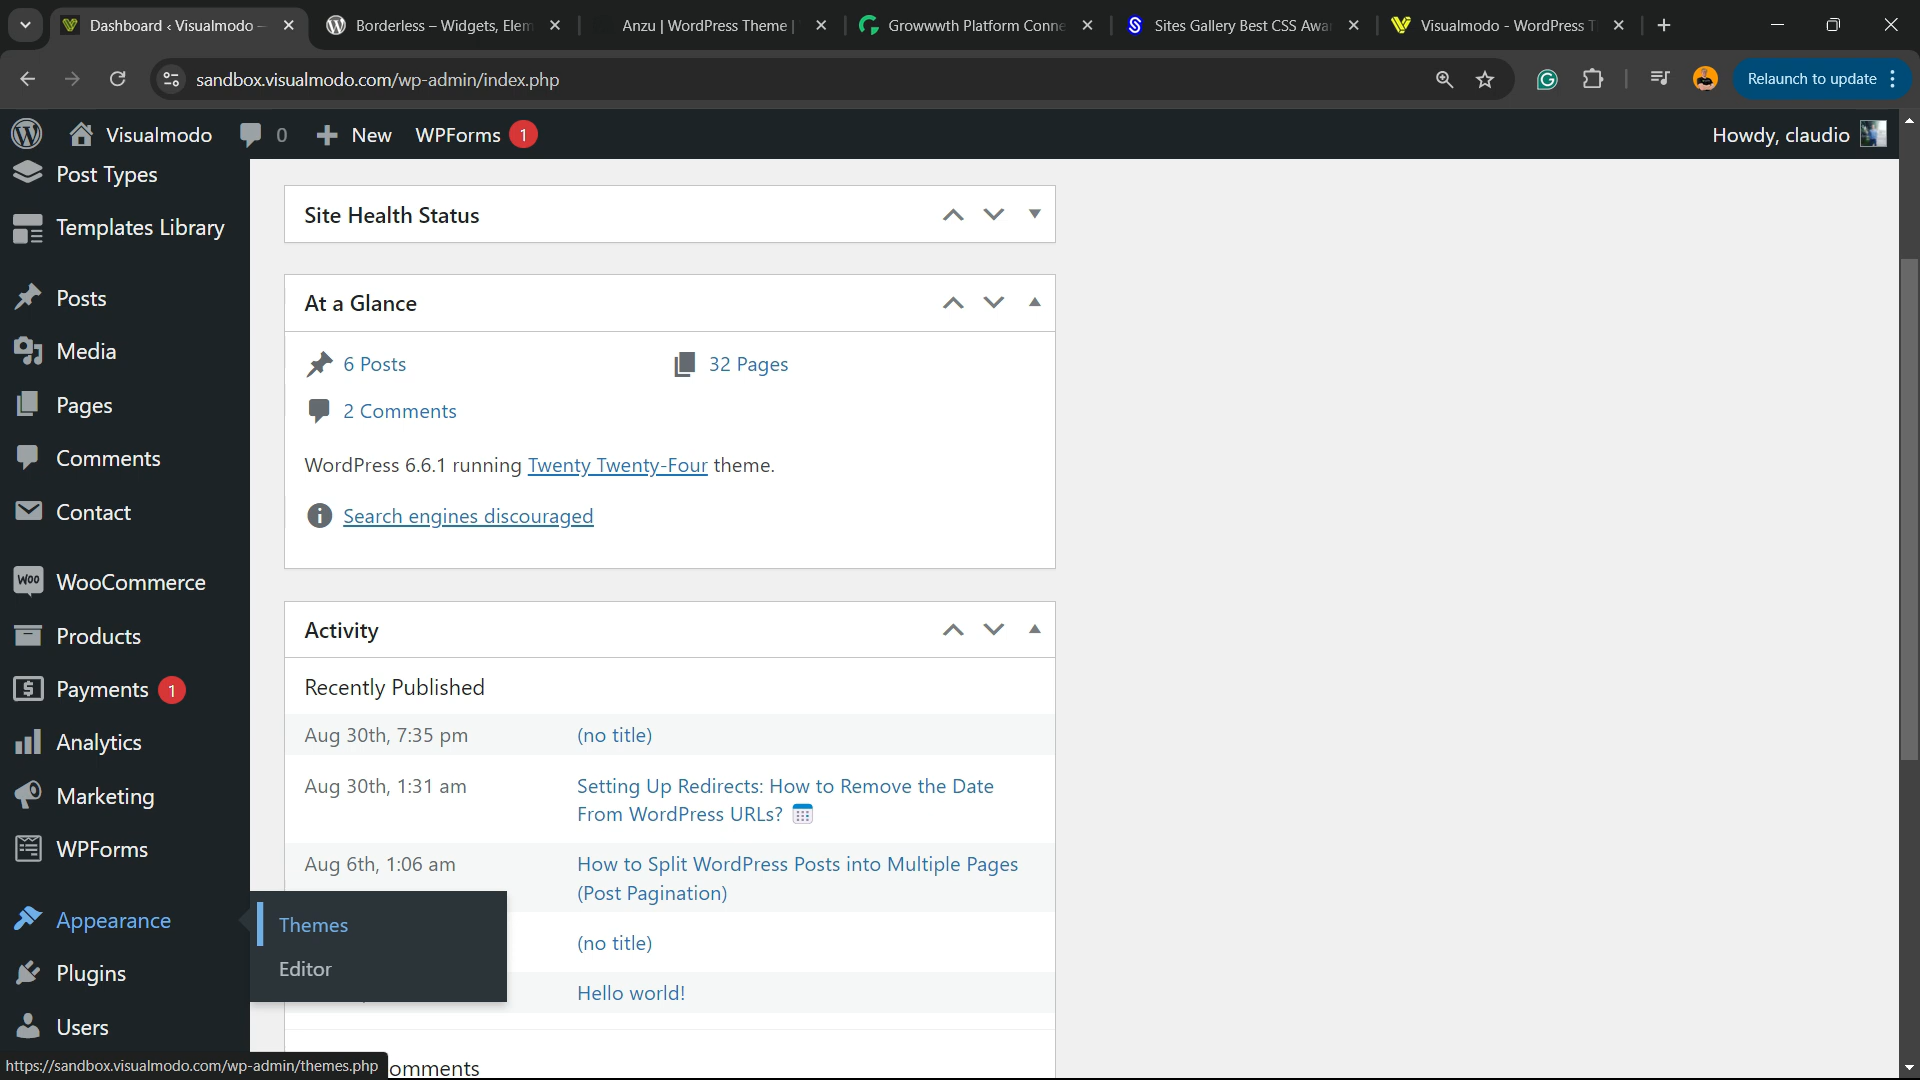 Dashboard ‹ Visualmodo –
Borderless – Widgets, Elem
Anzu | WordPress Theme |
Growwwth Platform Conne
Sites Gallery Best CSS Awa
Visualmodo - WordPress T
sandbox.visualmodo.com/wp-admin/index.php
Relaunch to update
Visualmodo
0
New
WPForms 1
Howdy, claudio
Post Types
Templates Library
Posts
Media
Pages
Comments
Contact
Woo WooCommerce
Products
Payments 1
Analytics
Marketing
WPForms
Appearance
Plugins
Users
Themes
Editor
Site Health Status
At a Glance
6 Posts
32 Pages
2 Comments
WordPress 6.6.1 running Twenty Twenty-Four theme.
Search engines discouraged
Activity
Recently Published
Aug 30th, 7:35 pm
(no title)
Aug 30th, 1:31 am
Setting Up Redirects: How to Remove the Date
From WordPress URLs?
Aug 6th, 1:06 am
How to Split WordPress Posts into Multiple Pages
(Post Pagination)
(no title)
Hello world!
omments
https://sandbox.visualmodo.com/wp-admin/themes.php